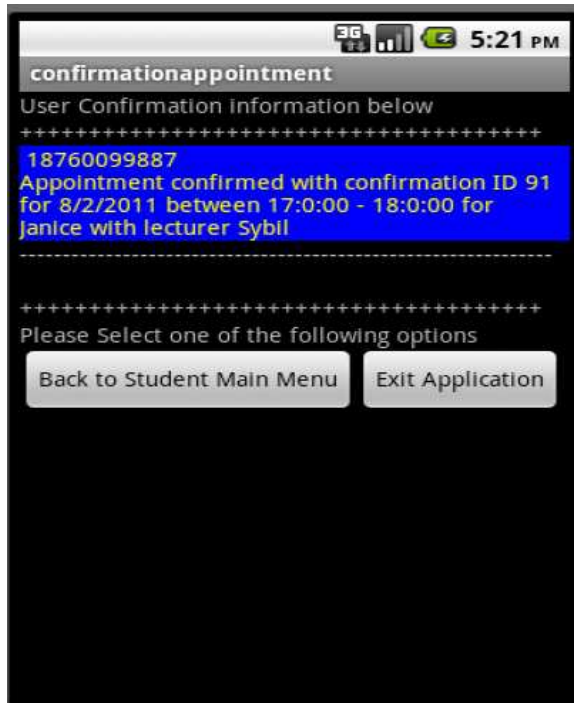 3G 5:21 PM
confirmationappointment
User Confirmation information below
++++++++++++++++++++++++++++++++++++++
18760099887
Appointment confirmed with confirmation ID 91
for 8/2/2011 between 17:0:00 - 18:0:00 for
Janice with lecturer Sybil
--------------------------------------------------------------
++++++++++++++++++++++++++++++++++++++
Please Select one of the following options
Back to Student Main Menu Exit Application